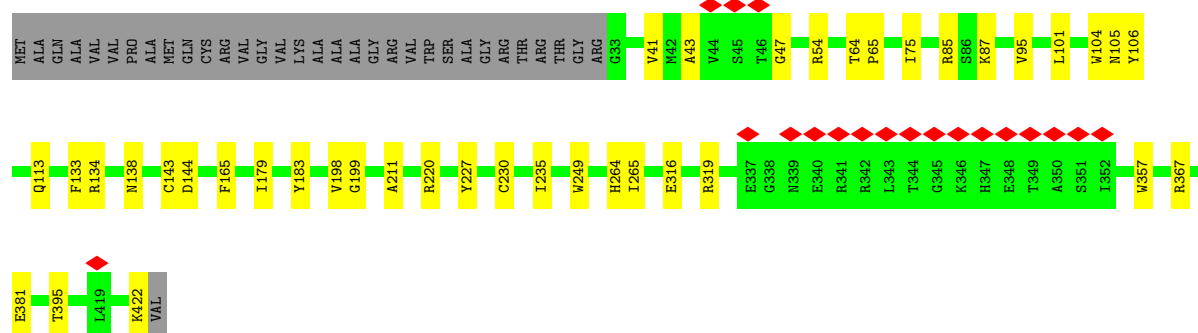 MET ALA GLN ALA VAL VAL PRO ALA MET GLN CYS ARG VAL GLY VAL LYS ALA ALA ALA GLY ARG VAL TRP SER ALA GLY ARG THR ARG THR GLY ARG G33 V41 M42 A43 V44 S45 T46 G47 R54 T64 P65 I75 R85 S86 K87 V95 L101 W104 N105 Y106
Q113 F133 R134 N138 C143 D144 F165 I179 Y183 V198 G199 A211 R220 Y227 C230 I235 W249 H264 I265 E316 R319 E337 G338 N339 E340 R341 R342 L343 T344 G345 K346 H347 E348 T349 A350 S351 I352 W357 R367
E381 T395 L419 K422 VAL